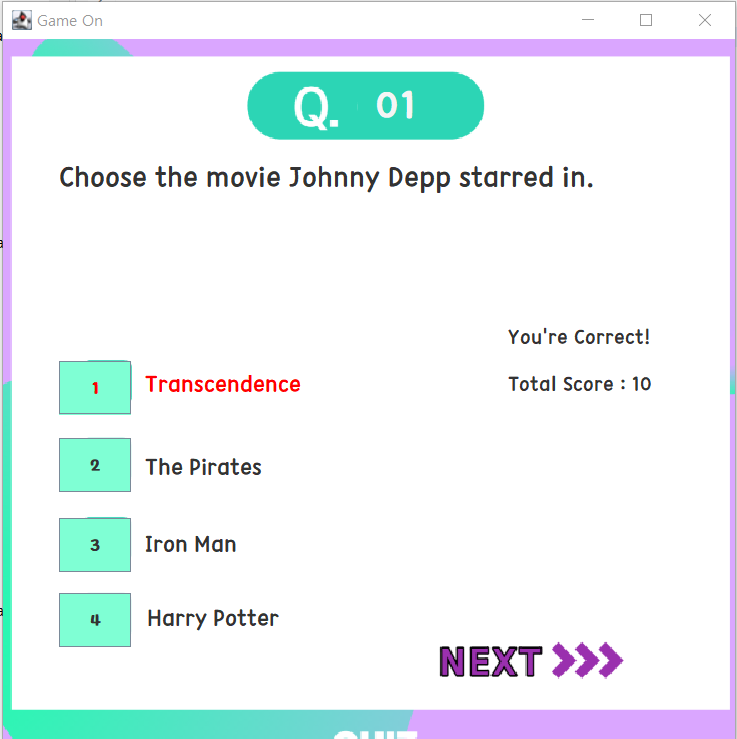 Game On
Q. 01
Choose the movie Johnny Depp starred in.
You're Correct!
1 Transcendence
Total Score : 10
2 The Pirates
3 Iron Man
4 Harry Potter
NEXT